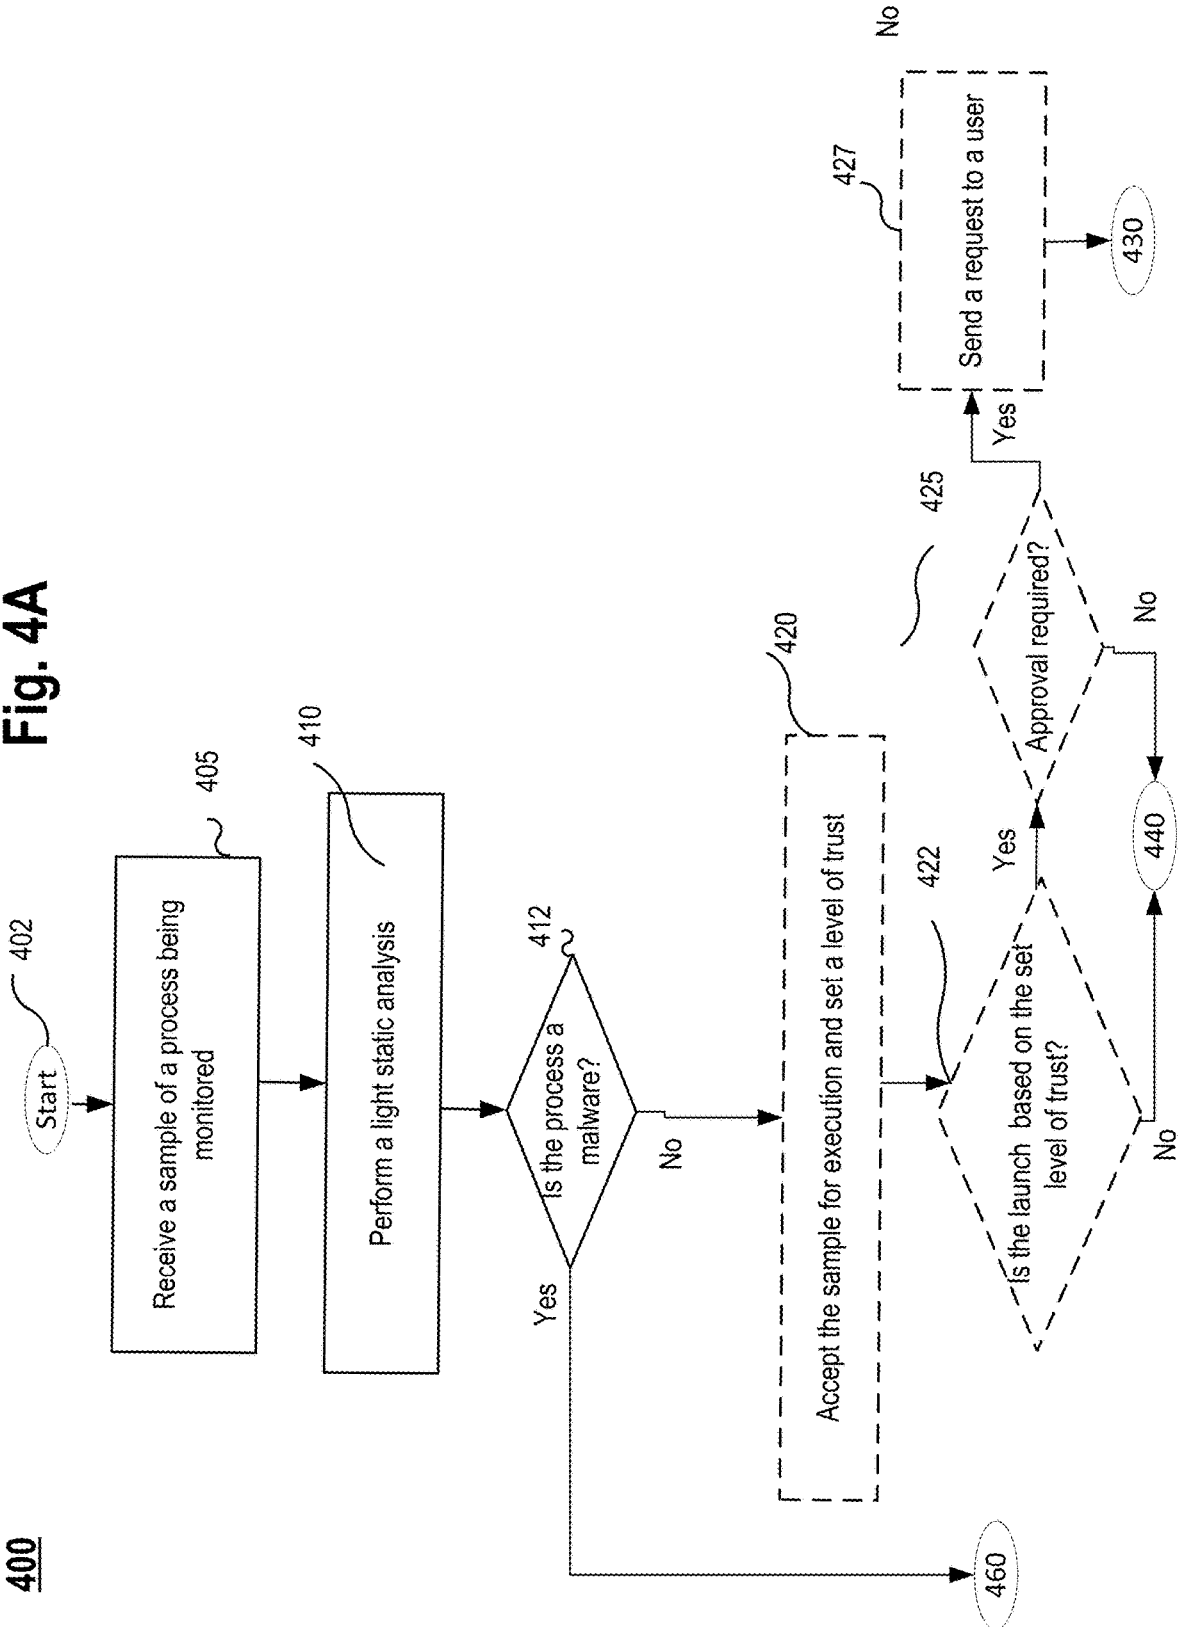 400
Fig. 4A
Start
402
Receive a sample of a process being
monitored
405
Perform a light static analysis
410
Is the process a
malware?
412
Yes
No
Accept the sample for execution and set a level of trust
420
Is the launch based on the set
level of trust?
422
Yes
No
Approval required?
425
Yes
No
Send a request to a user
427
No
460
440
430